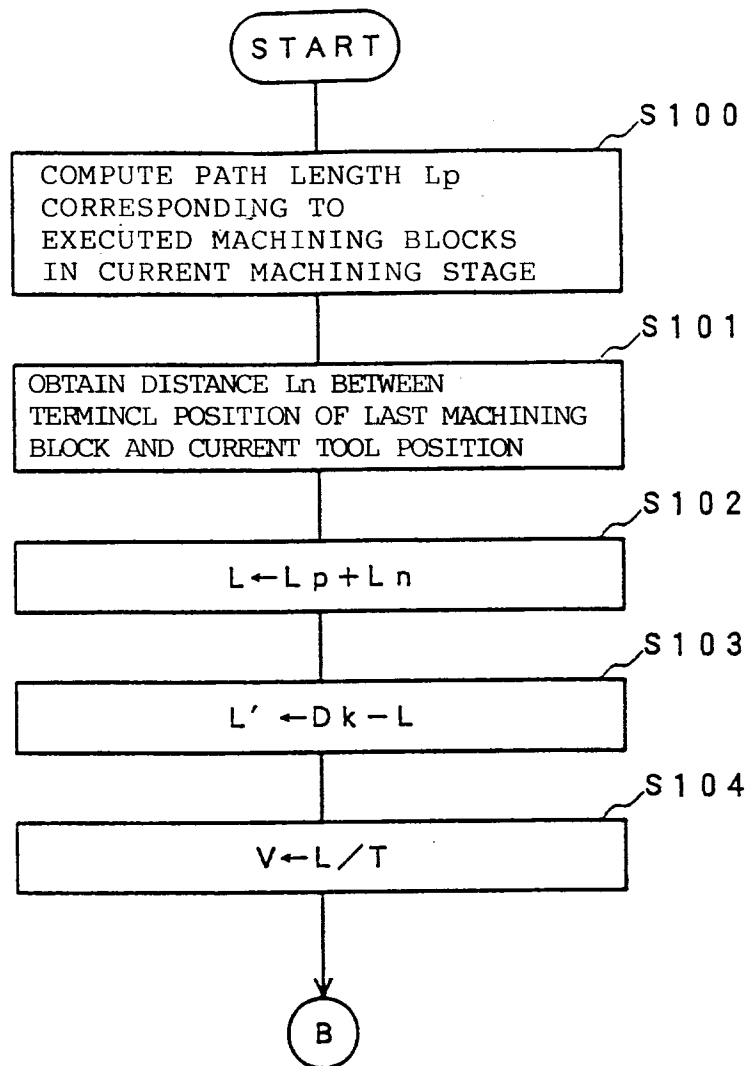 START
S100
COMPUTE PATH LENGTH Lp
CORRESPONDING TO
EXECUTED MACHINING BLOCKS
IN CURRENT MACHINING STAGE
S101
OBTAIN DISTANCE Ln BETWEEN
TERMINCL POSITION OF LAST MACHINING
BLOCK AND CURRENT TOOL POSITION
S102
L←Lp+Ln
S103
L' ←Dk−L
S104
V←L/T
B